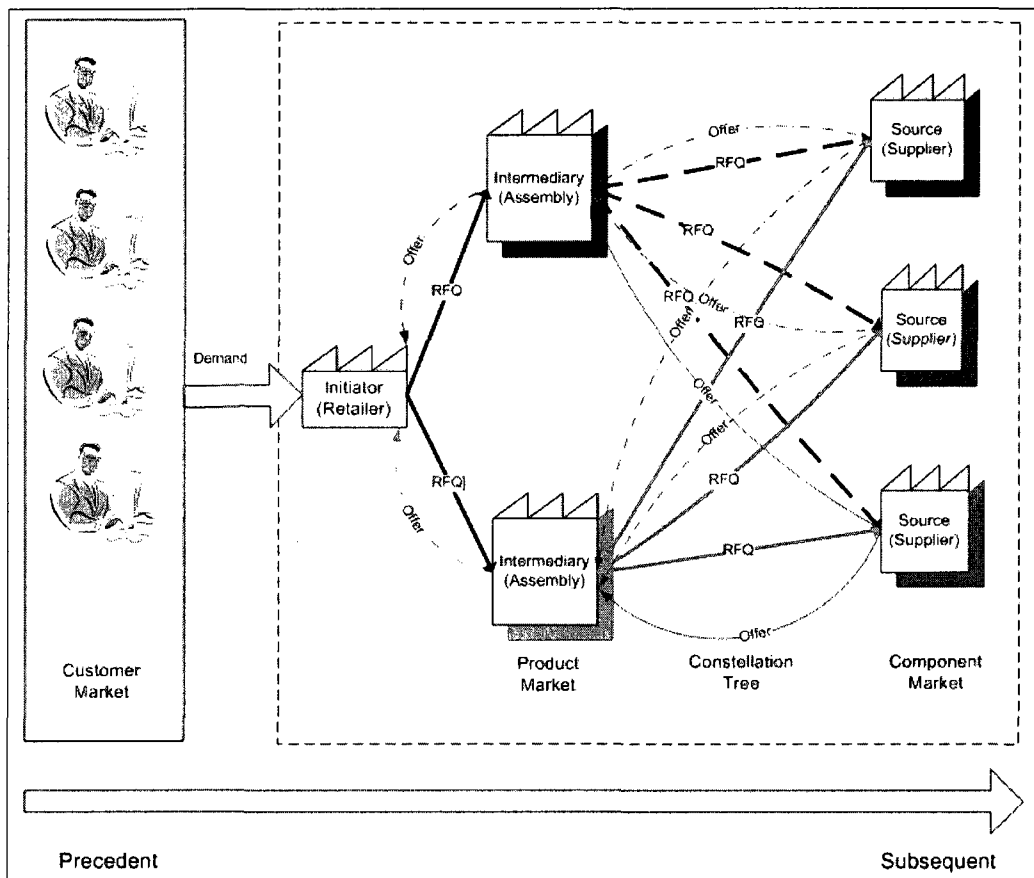 Customer
Market
Demand
Initiator
(Retailer)
Offer
RFQ
RFQ]
Offer
Intermediary
(Assembly)
Intermediary
(Assembly)
Offer
RFQ
RFQ
RFQ
Offer
RFQ
Offer
Offer
Offer
RFQ
RFQ
Offer
Source
(Supplier)
Source
(Supplier)
Source
(Supplier)
Product
Market
Constellation
Tree
Component
Market
Precedent
Subsequent